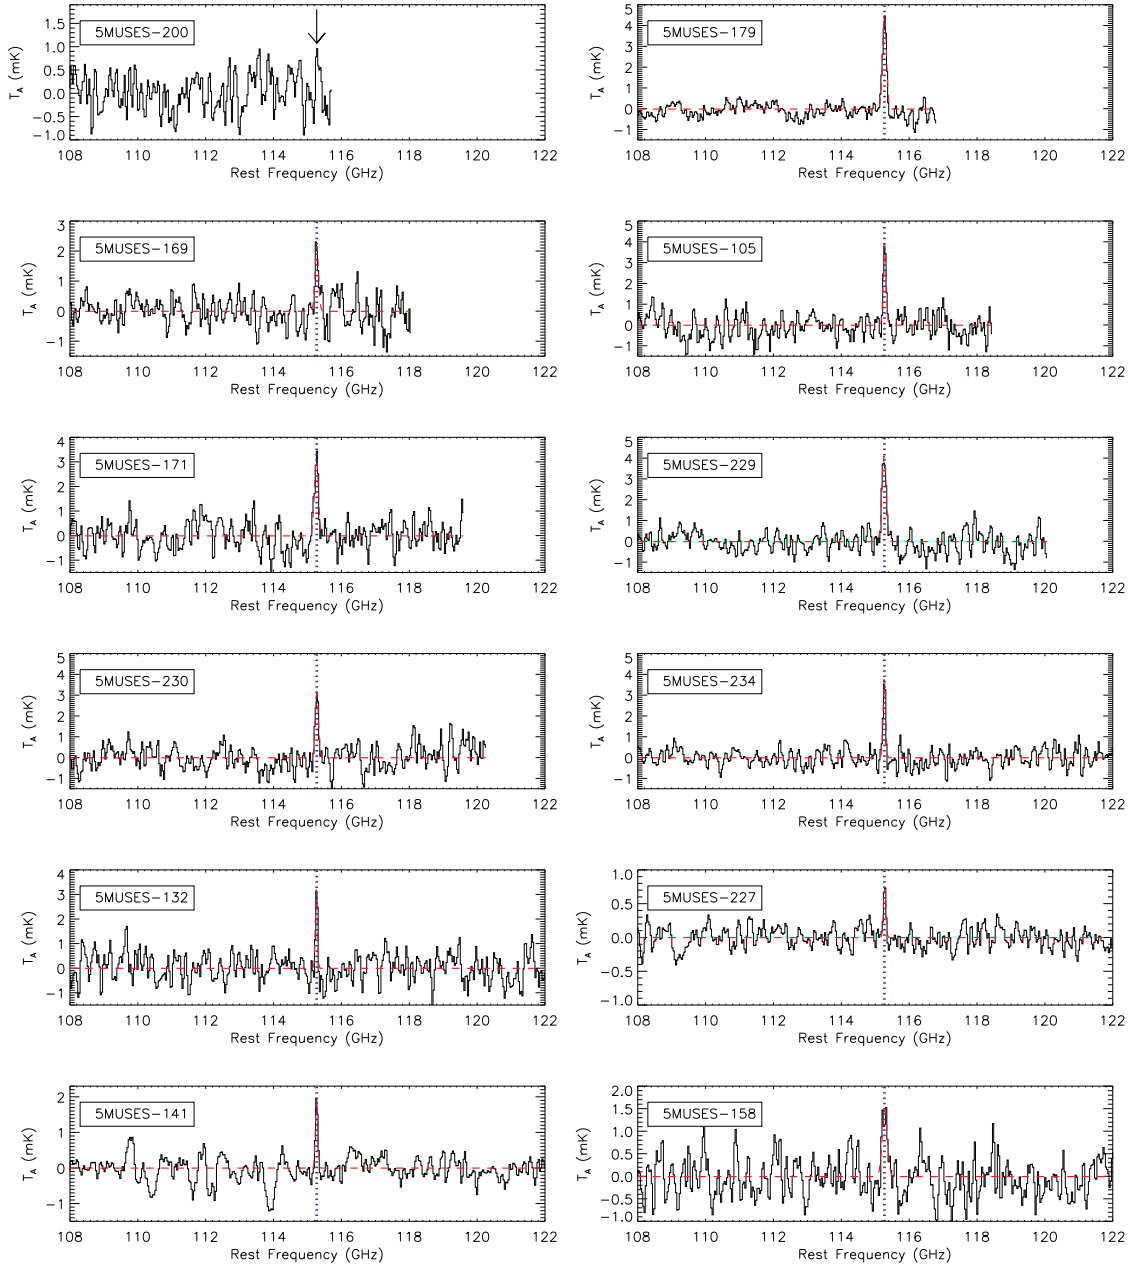 5MUSES-200
T_A (mK)
1.5
1.0
0.5
0.0
-0.5
-1.0
108 110 112 114 116 118 120 122
Rest Frequency (GHz)
5MUSES-179
T_A (mK)
5
4
3
2
1
0
-1
108 110 112 114 116 118 120 122
Rest Frequency (GHz)
5MUSES-169
T_A (mK)
3
2
1
0
-1
108 110 112 114 116 118 120 122
Rest Frequency (GHz)
5MUSES-105
T_A (mK)
5
4
3
2
1
0
-1
108 110 112 114 116 118 120 122
Rest Frequency (GHz)
5MUSES-171
T_A (mK)
4
3
2
1
0
-1
108 110 112 114 116 118 120 122
Rest Frequency (GHz)
5MUSES-229
T_A (mK)
5
4
3
2
1
0
-1
108 110 112 114 116 118 120 122
Rest Frequency (GHz)
5MUSES-230
T_A (mK)
5
4
3
2
1
0
-1
108 110 112 114 116 118 120 122
Rest Frequency (GHz)
5MUSES-234
T_A (mK)
5
4
3
2
1
0
-1
108 110 112 114 116 118 120 122
Rest Frequency (GHz)
5MUSES-132
T_A (mK)
4
3
2
1
0
-1
108 110 112 114 116 118 120 122
Rest Frequency (GHz)
5MUSES-227
T_A (mK)
1.0
0.5
0.0
-0.5
-1.0
108 110 112 114 116 118 120 122
Rest Frequency (GHz)
5MUSES-141
T_A (mK)
2
1
0
-1
108 110 112 114 116 118 120 122
Rest Frequency (GHz)
5MUSES-158
T_A (mK)
2.0
1.5
1.0
0.5
0.0
-0.5
-1.0
108 110 112 114 116 118 120 122
Rest Frequency (GHz)